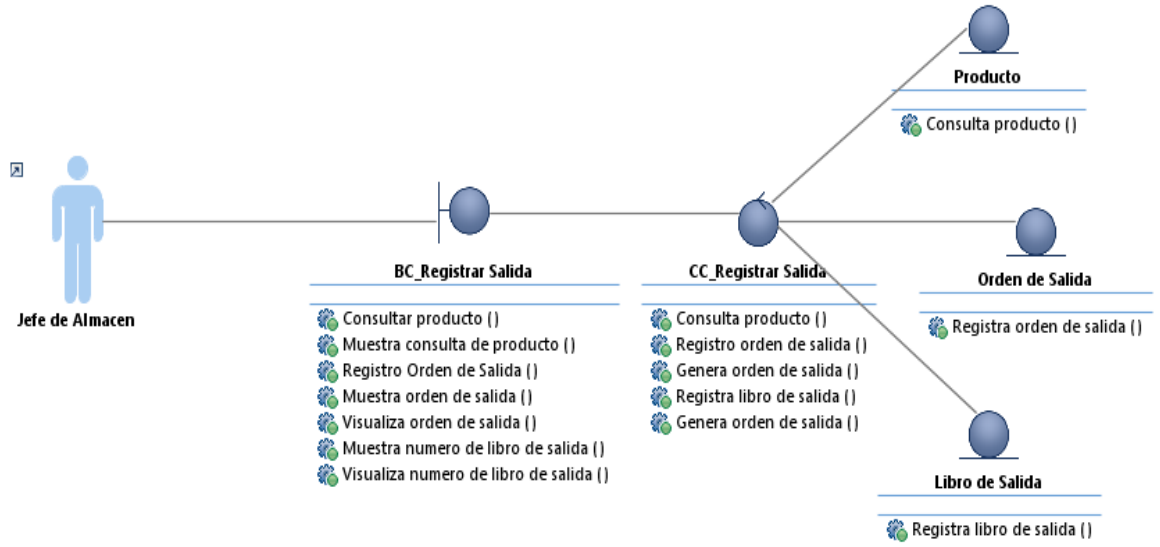 Producto
Consulta producto ()
Jefe de Almacen
BC_Registrar Salida
Consultar producto ()
Muestra consulta de producto ()
Registro Orden de Salida ()
Muestra orden de salida ()
Visualiza orden de salida ()
Muestra numero de libro de salida ()
Visualiza numero de libro de salida ()
CC_Registrar Salida
Consulta producto ()
Registro orden de salida ()
Genera orden de salida ()
Registra libro de salida ()
Genera orden de salida ()
Orden de Salida
Registra orden de salida ()
Libro de Salida
Registra libro de salida ()